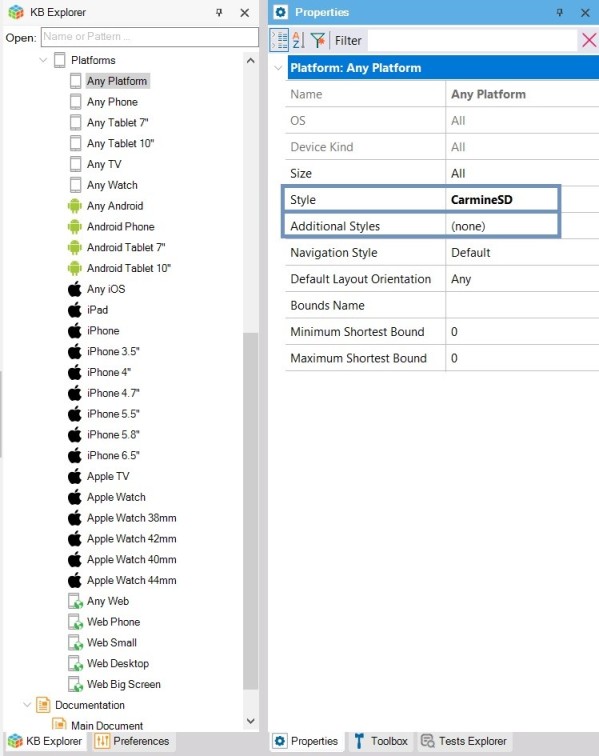 KB Explorer
Open:
Name or Pattern ...
Platforms
Any Platform
Any Phone
Any Tablet 7"
Any Tablet 10"
Any TV
Any Watch
Any Android
Android Phone
Android Tablet 7"
Android Tablet 10"
Any iOS
iPad
iPhone
iPhone 3.5"
iPhone 4"
iPhone 4.7"
iPhone 5.5"
iPhone 5.8"
iPhone 6.5"
Apple TV
Apple Watch
Apple Watch 38mm
Apple Watch 42mm
Apple Watch 40mm
Apple Watch 44mm
Any Web
Web Phone
Web Small
Web Desktop
Web Big Screen
Documentation
Main Document
KB Explorer
Preferences
Properties
Filter
Platform: Any Platform
Name Any Platform
OS All
Device Kind All
Size All
Style CarmineSD
Additional Styles (none)
Navigation Style Default
Default Layout Orientation Any
Bounds Name
Minimum Shortest Bound 0
Maximum Shortest Bound 0
Properties
Toolbox
Tests Explorer